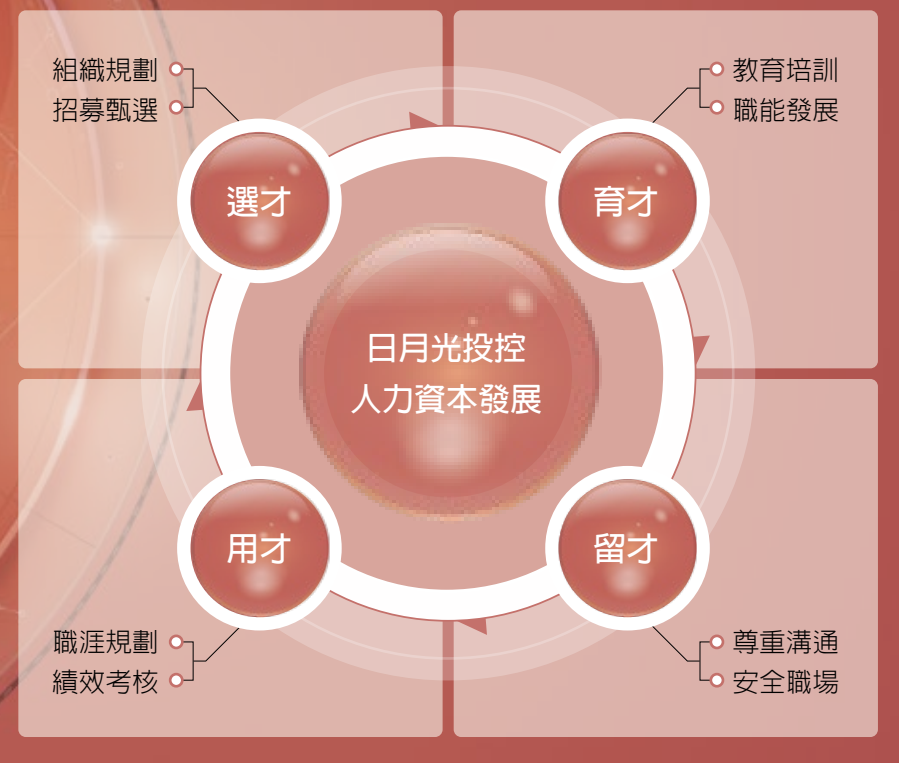 組織規劃
招募甄選
教育培訓
職能發展
選才
育才
日月光投控
人力資本發展
用才
留才
職涯規劃
績效考核
尊重溝通
安全職場